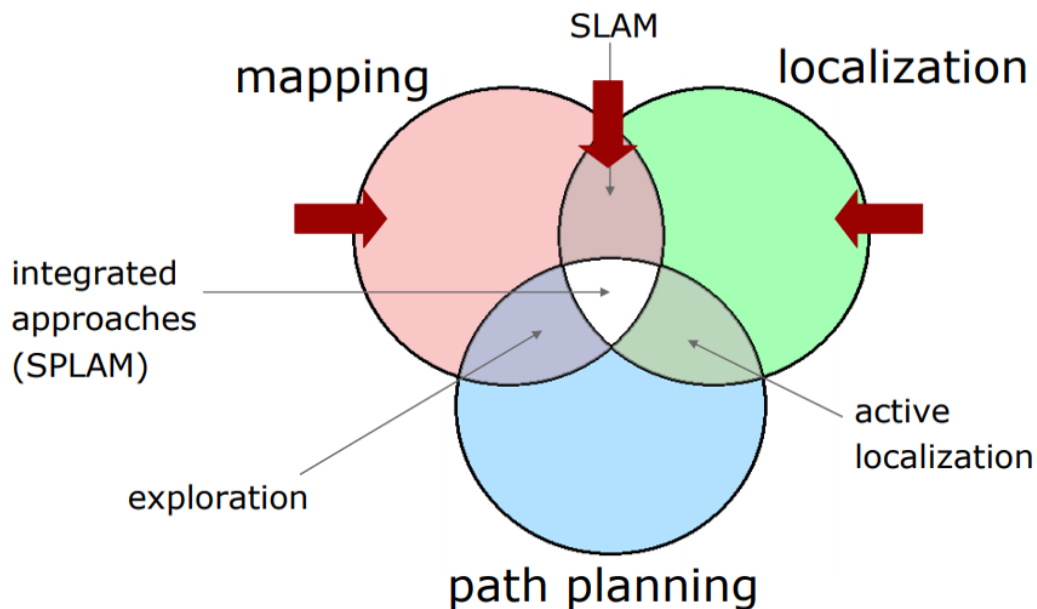 SLAM
mapping
localization
integrated
approaches
(SPLAM)
active
localization
exploration
path planning